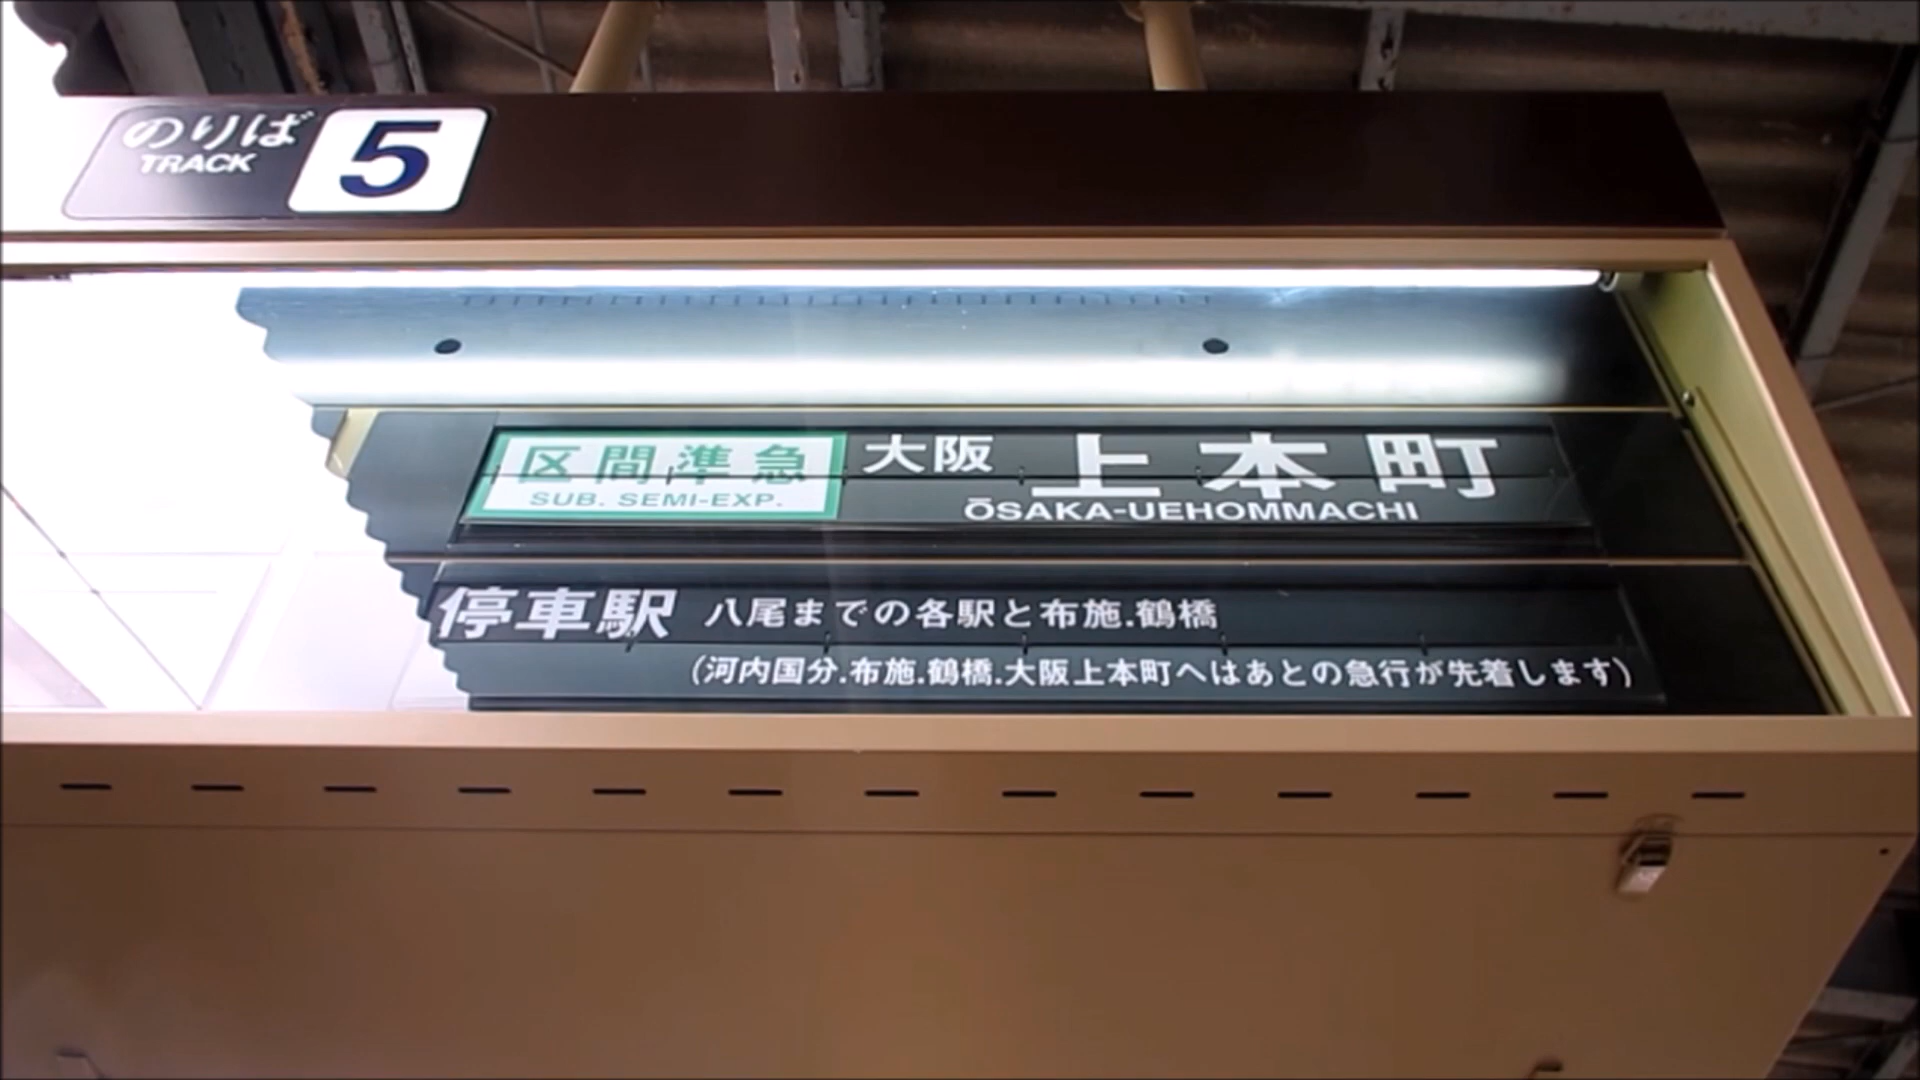 のりば 5
TRACK
区間準急 大阪 上本町
SUB. SEMI-EXP. ŌSAKA-UEHOMMACHI
停車駅 八尾までの各駅と布施.鶴橋
(河内国分.布施.鶴橋.大阪上本町へはあとの急行が先着します)